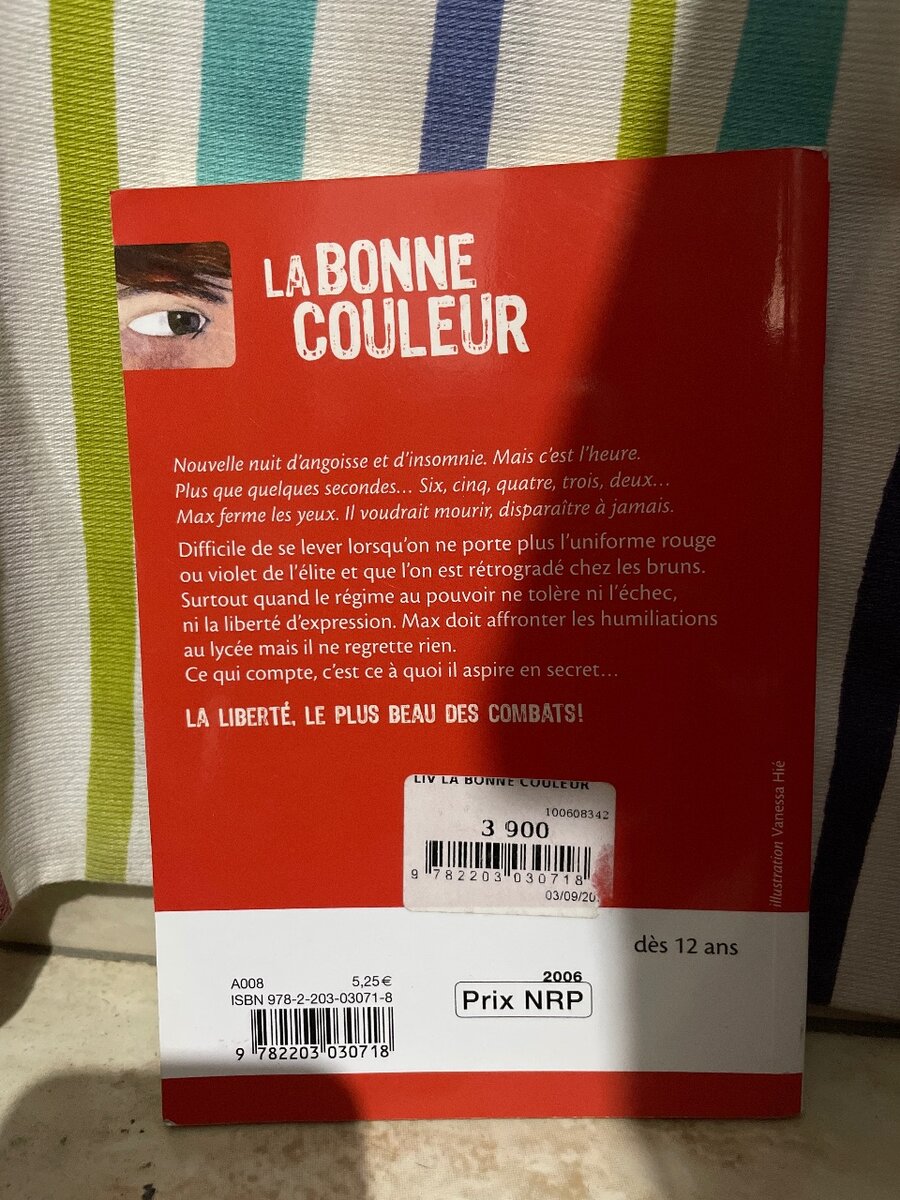 LA BONNE
COULEUR
Nouvelle nuit d'angoisse et d'insomnie. Mais c'est l'heure.
Plus que quelques secondes... Six, cinq, quatre, trois, deux...
Max ferme les yeux. Il voudrait mourir, disparaître à jamais.
Difficile de se lever lorsqu'on ne porte plus l'uniforme rouge
ou violet de l'élite et que l'on est rétrogradé chez les bruns.
Surtout quand le régime au pouvoir ne tolère ni l'échec,
ni la liberté d'expression. Max doit affronter les humiliations
au lycée mais il ne regrette rien.
Ce qui compte, c'est ce à quoi il aspire en secret...
LA LIBERTÉ, LE PLUS BEAU DES COMBATS!
LIV LA BONNE COULEUR
100608342
3 900
9 782203 030718
03/09/20
illustration Vanessa Hié
dès 12 ans
A008 5,25 €
ISBN 978-2-203-03071-8
9 782203 030718
2006
Prix NRP